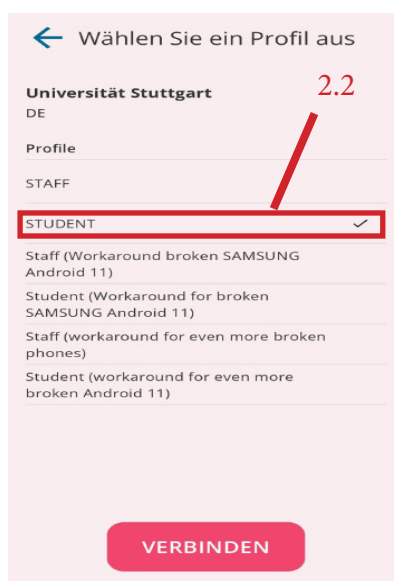 Wählen Sie ein Profil aus
Universität Stuttgart
2.2
DE
Profile
STAFF
STUDENT
Staff (Workaround broken SAMSUNG
Android 11)
Student (Workaround for broken
SAMSUNG Android 11)
Staff (workaround for even more broken
phones)
Student (workaround for even more
broken Android 11)
VERBINDEN